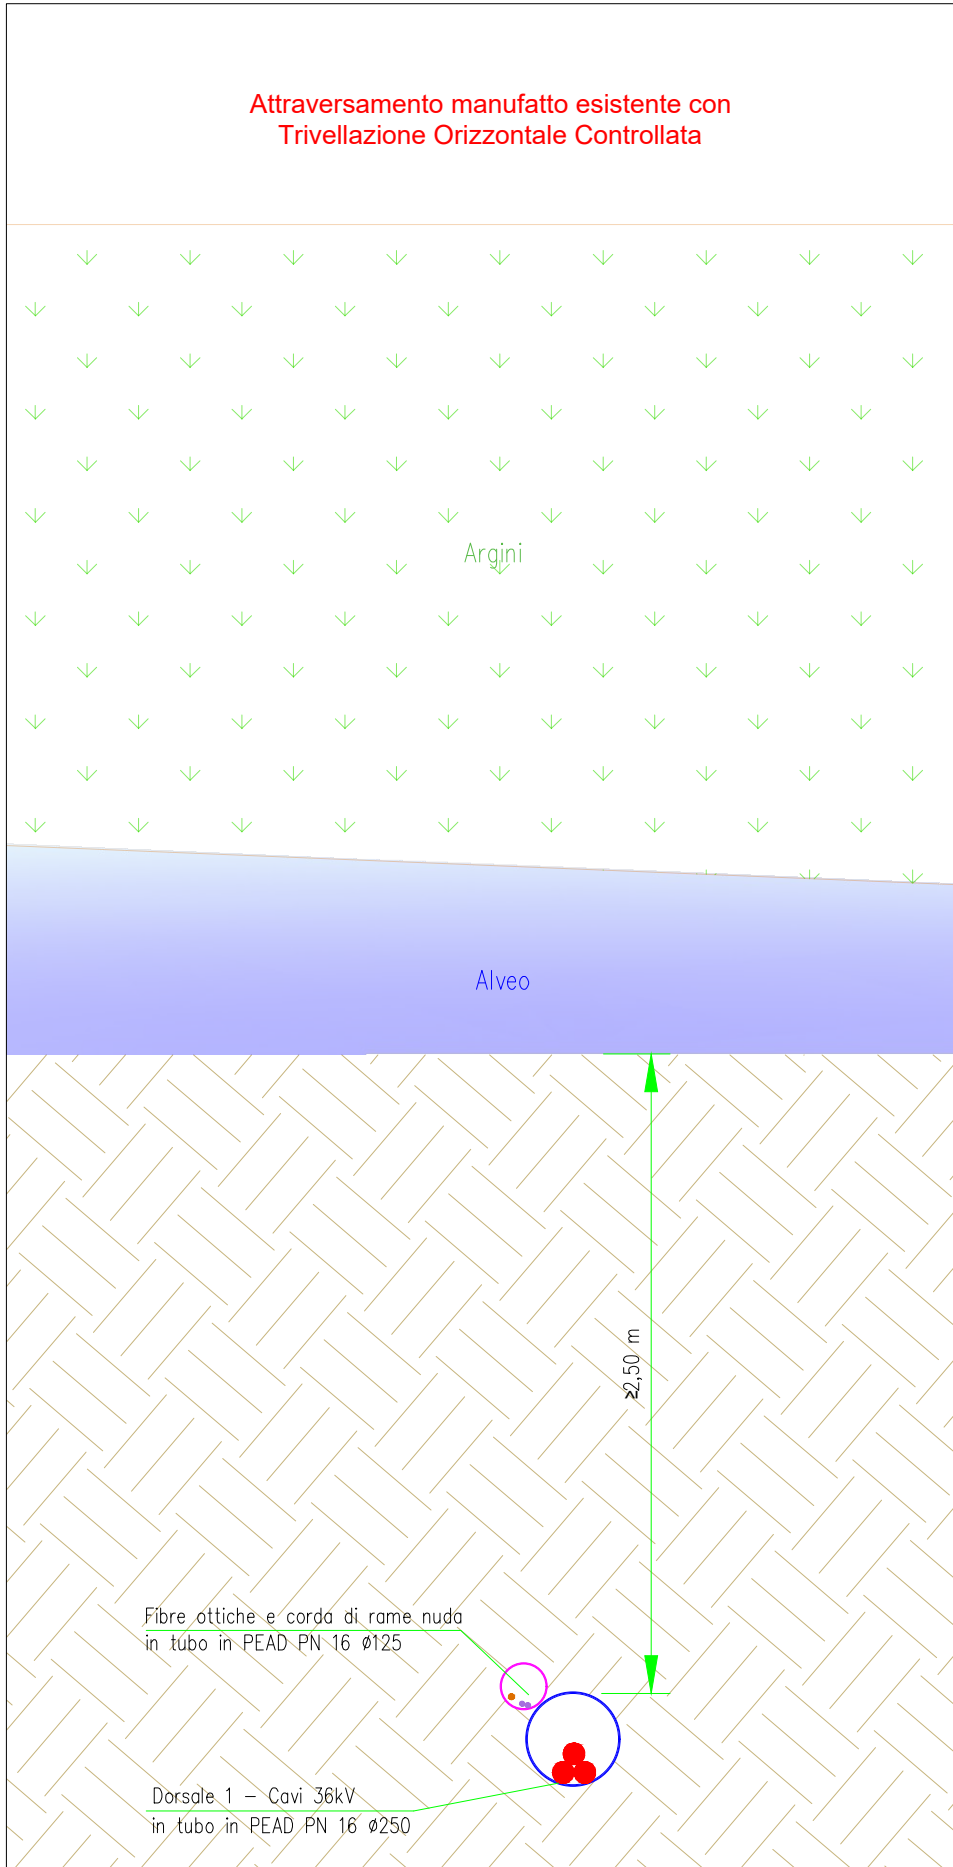 Attraversamento manufatto esistente con
Trivellazione Orizzontale Controllata
Argini
Alveo
≥2,50 m
Fibre ottiche e corda di rame nuda
in tubo in PEAD PN 16 Ø125
Dorsale 1 – Cavi 36kV
in tubo in PEAD PN 16 Ø250